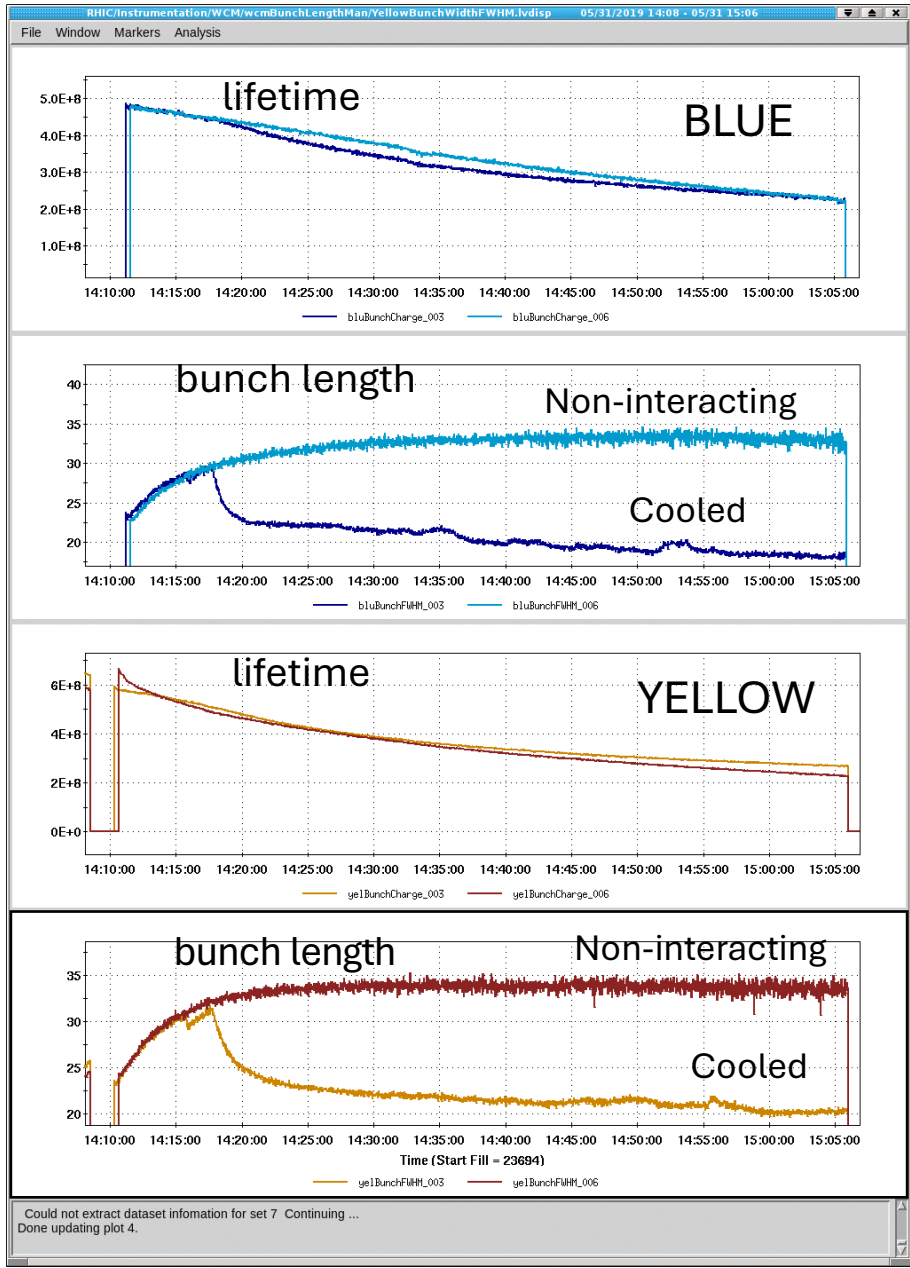 RHIC/Instrumentation/WCM/wcmBunchLengthMan/YellowBunchWidthFWHM.lvdisp 05/31/2019 14:08 - 05/31 15:06
File Window Markers Analysis
lifetime
BLUE
5.0E+8
4.0E+8
3.0E+8
2.0E+8
1.0E+8
14:10:00 14:15:00 14:20:00 14:25:00 14:30:00 14:35:00 14:40:00 14:45:00 14:50:00 14:55:00 15:00:00 15:05:00
bluBunchCharge_003 bluBunchCharge_006
bunch length
Non-interacting
Cooled
40
35
30
25
20
14:10:00 14:15:00 14:20:00 14:25:00 14:30:00 14:35:00 14:40:00 14:45:00 14:50:00 14:55:00 15:00:00 15:05:00
bluBunchFWHM_003 bluBunchFWHM_006
lifetime
YELLOW
6E+8
4E+8
2E+8
0E+0
14:10:00 14:15:00 14:20:00 14:25:00 14:30:00 14:35:00 14:40:00 14:45:00 14:50:00 14:55:00 15:00:00 15:05:00
yelBunchCharge_003 yelBunchCharge_006
bunch length
Non-interacting
Cooled
35
30
25
20
14:10:00 14:15:00 14:20:00 14:25:00 14:30:00 14:35:00 14:40:00 14:45:00 14:50:00 14:55:00 15:00:00 15:05:00
Time (Start Fill = 23694)
yelBunchFWHM_003 yelBunchFWHM_006
Could not extract dataset infomation for set 7 Continuing ...
Done updating plot 4.